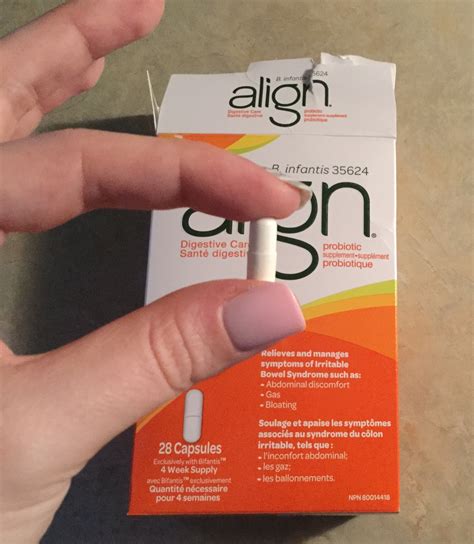 B. infantis 35624
align
Digestive Care
Santé digestive
probiotic
supplement•supplément
probiotique
B. infantis 35624
align®
Digestive Care
Santé digestive
probiotic
supplement•supplément
probiotique
Relieves and manages
symptoms of Irritable
Bowel Syndrome such as:
- Abdominal discomfort
- Gas
- Bloating
Soulage et apaise les symptômes
associés au syndrome du côlon
irritable, tels que :
- l'inconfort abdominal;
- les gaz;
- les ballonnements.
28 Capsules
Exclusively with Bifantis™
4 Week Supply
avec Bifantis™ exclusivement
Quantité nécessaire
pour 4 semaines
NPN 80014418